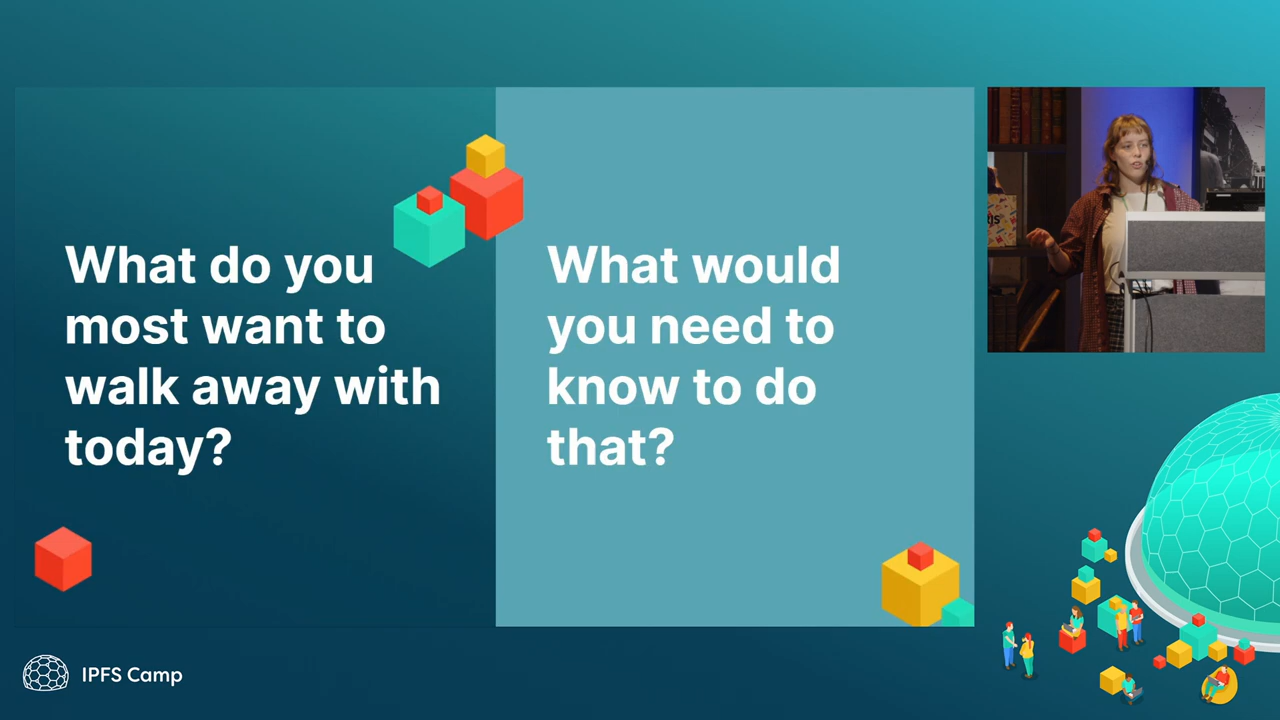 What do you
most want to
walk away with
today?
What would
you need to
know to do
that?
IPFS Camp